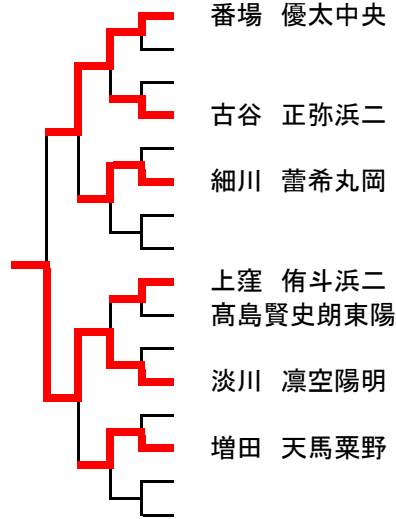 番場　優太中央
古谷　正弥浜二
細川　蕾希丸岡
上窪　侑斗浜二
髙島賢史朗東陽
淡川　凛空陽明
増田　天馬粟野